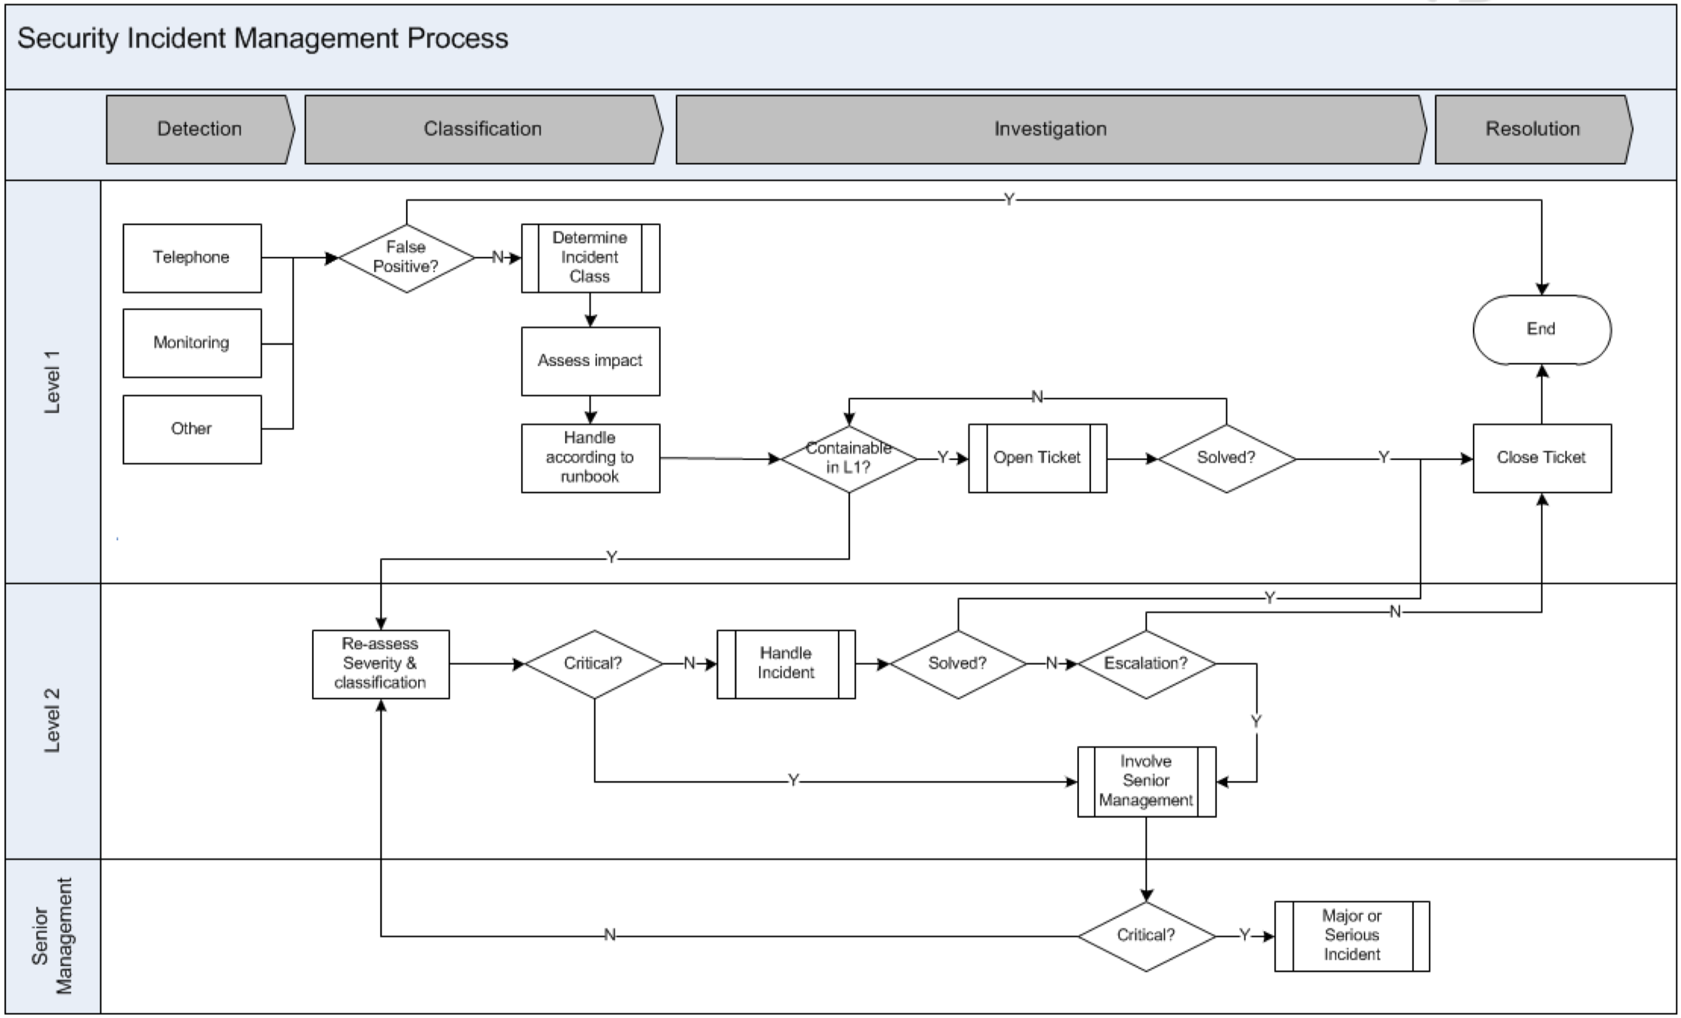 Security Incident Management Process
Detection
Classification
Investigation
Resolution
Level 1
Y
Telephone
False
Positive?
N
Determine
Incident
Class
Monitoring
Assess impact
End
Other
N
Handle
according to
runbook
Containable
in L1?
Y
Open Ticket
Solved?
Y
Close Ticket
Y
Level 2
Y
N
Re-assess
Severity &
classification
Critical?
N
Handle
Incident
Solved?
N
Escalation?
Y
Y
Involve
Senior
Management
Senior
Management
N
Critical?
Y
Major or
Serious
Incident